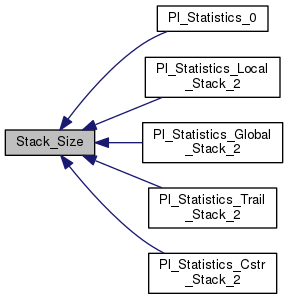 Pl_Statistics_0
Pl_Statistics_Local
_Stack_2
Stack_Size
Pl_Statistics_Global
_Stack_2
Pl_Statistics_Trail
_Stack_2
Pl_Statistics_Cstr
_Stack_2